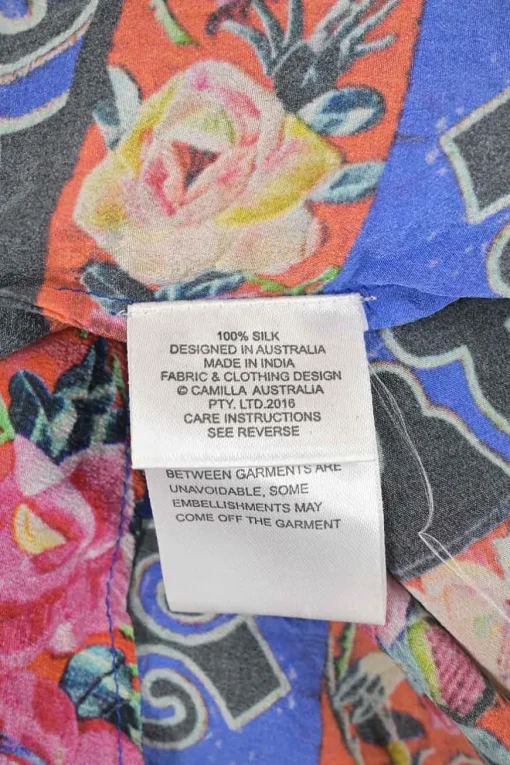 100% SILK
DESIGNED IN AUSTRALIA
MADE IN INDIA
FABRIC & CLOTHING DESIGN
© CAMILLA AUSTRALIA
PTY. LTD.2016
CARE INSTRUCTIONS
SEE REVERSE
BETWEEN GARMENTS ARE
UNAVOIDABLE, SOME
EMBELLISHMENTS MAY
COME OFF THE GARMENT